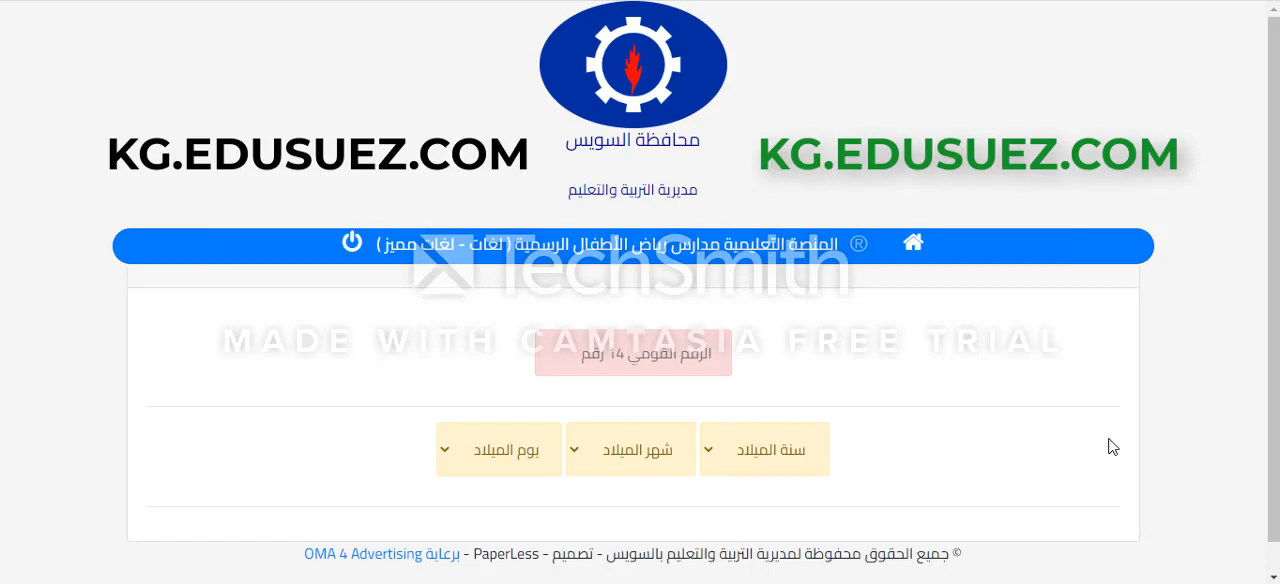 محافظة السويس
KG.EDUSUEZ.COM
KG.EDUSUEZ.COM
مديرية التربية والتعليم
® المنصة التعليمية مدارس رياض الأطفال الرسمية ( لغات - لغات مميز )
TechSmith
MADE WITH CAMTASIA FREE TRIAL
الرقم القومي 14 رقم
سنة الميلاد
شهر الميلاد
يوم الميلاد
© جميع الحقوق محفوظة لمديرية التربية والتعليم بالسويس - تصميم - PaperLess - برعاية OMA 4 Advertising